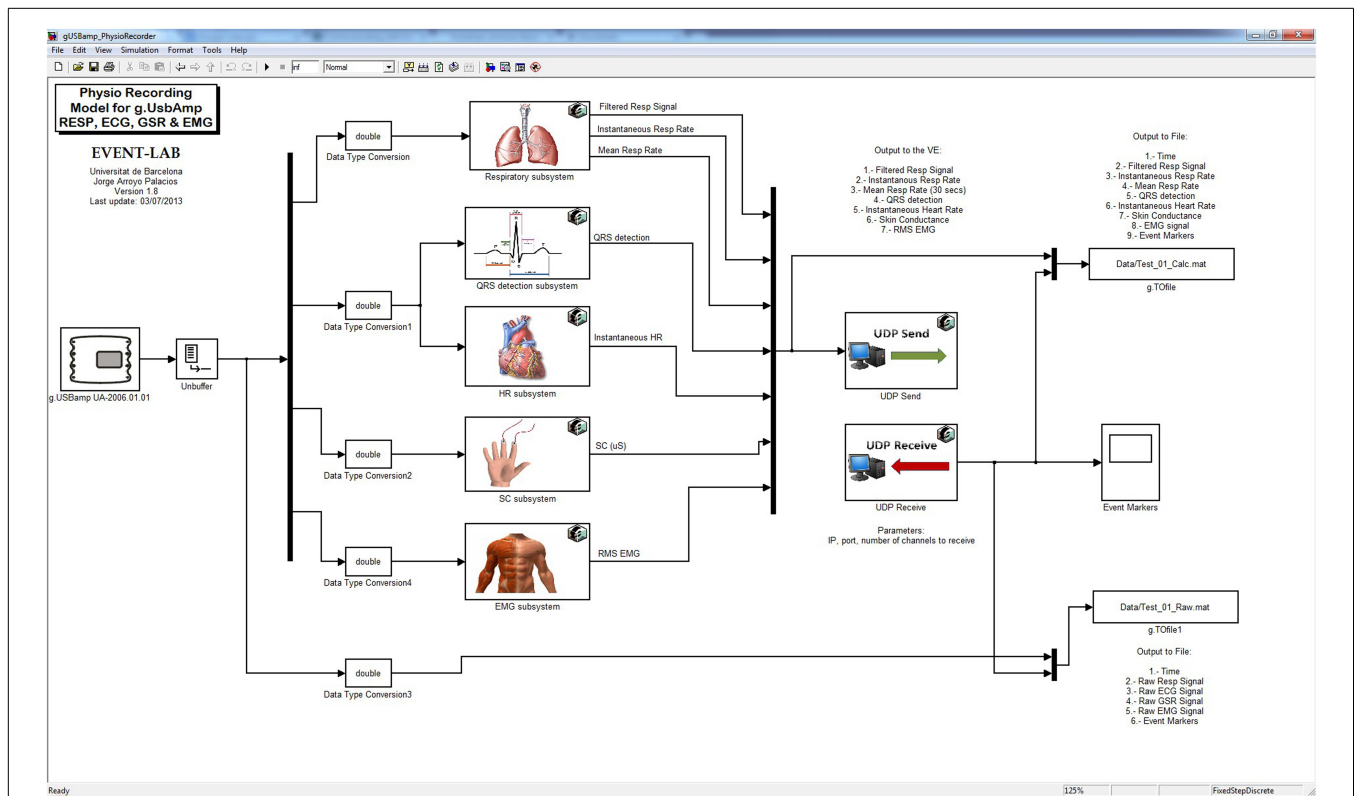 gUSBamp_PhysioRecorder
File Edit View Simulation Format Tools Help
inf Normal
Physio Recording
Model for g.UsbAmp
RESP, ECG, GSR & EMG
EVENT-LAB
Universitat de Barcelona
Jorge Arroyo Palacios
Version 1.8
Last update: 03/07/2013
g.USBamp UA-2006.01.01
Unbuffer
double
Data Type Conversion
double
Data Type Conversion1
double
Data Type Conversion2
double
Data Type Conversion4
double
Data Type Conversion3
Respiratory subsystem
QRS detection subsystem
HR subsystem
SC subsystem
EMG subsystem
Filtered Resp Signal
Instantaneous Resp Rate
Mean Resp Rate
QRS detection
Instantaneous HR
SC (uS)
RMS EMG
Output to the VE:
1.- Filtered Resp Signal
2.- Instantanous Resp Rate
3.- Mean Resp Rate (30 secs)
4.- QRS detection
5.- Instantaneous Heart Rate
6.- Skin Conductance
7.- RMS EMG
UDP Send
UDP Send
UDP Receive
UDP Receive
Parameters:
IP, port, number of channels to receive
Output to File:
1.- Time
2.- Filtered Resp Signal
3.- Instantaneous Resp Rate
4.- Mean Resp Rate
5.- QRS detection
6.- Instantaneous Heart Rate
7.- Skin Conductance
8.- EMG signal
9.- Event Markers
Data/Test_01_Calc.mat
g.TOfile
Event Markers
Data/Test_01_Raw.mat
g.TOfile1
Output to File:
1.- Time
2.- Raw Resp Signal
3.- Raw ECG Signal
4.- Raw GSR Signal
5.- Raw EMG Signal
6.- Event Markers
Ready
125%
FixedStepDiscrete